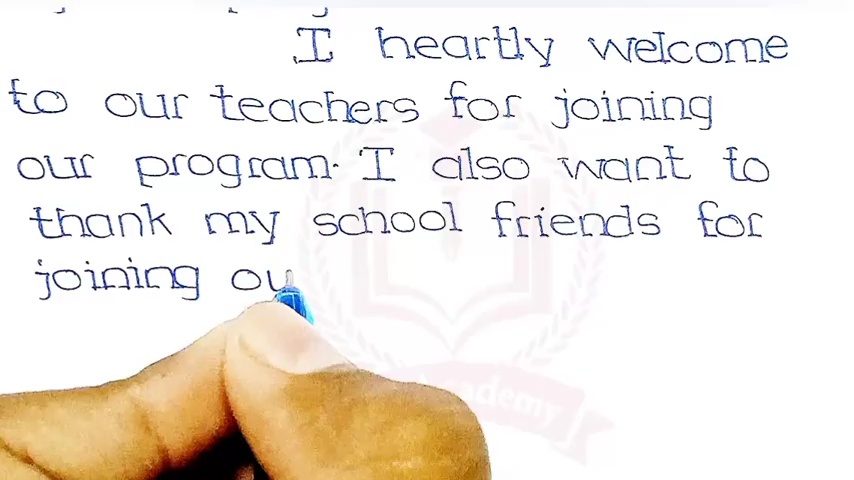 I heartly welcome
to our teachers for joining
our program. I also want to
thank my school friends for
joining ou
ademy